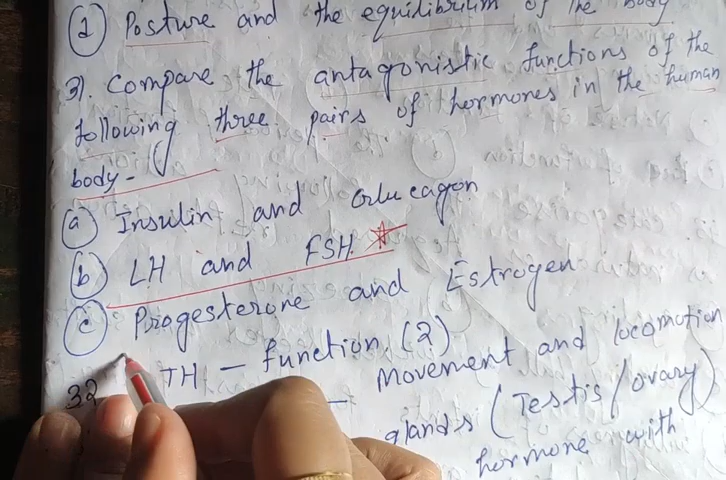 (2) Posture and the equilibrium of the body
31. Compare the antagonistic functions of the
following three pairs of hormones in the human
body-
(a) Insulin and Glucagon
(b) LH and FSH
(c) Progesterone and Estrogen
32 TH - function (2)
- Movement and locomotion
glands (Testis/ovary)
hormone with